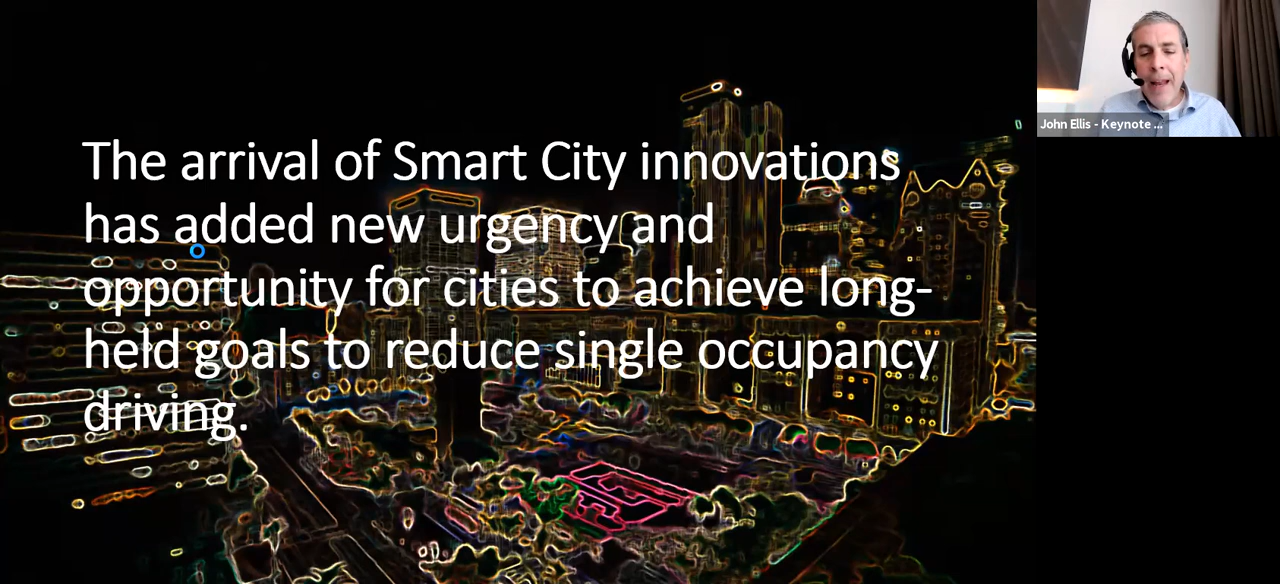 The arrival of Smart City innovations
has added new urgency and
opportunity for cities to achieve long-
held goals to reduce single occupancy
driving.
John Ellis - Keynote ...